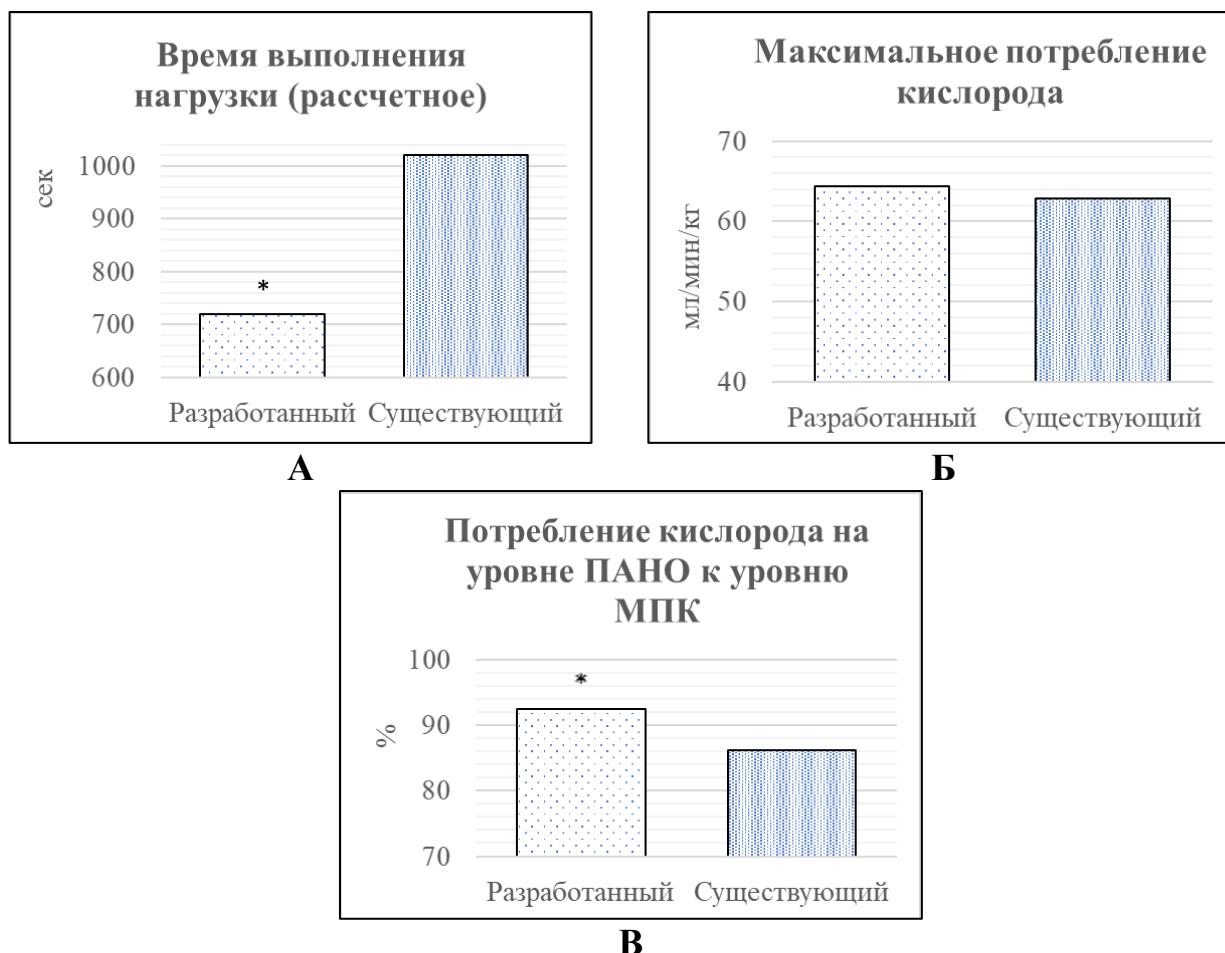 Время выполнения
нагрузки (рассчетное)
сек
1000
900
800
700
600
*
Разработанный Существующий
А
Максимальное потребление
кислорода
мл/мин/кг
70
60
50
40
Разработанный Существующий
Б
Потребление кислорода на
уровне ПАНО к уровню
МПК
%
100
90
80
70
*
Разработанный Существующий
В